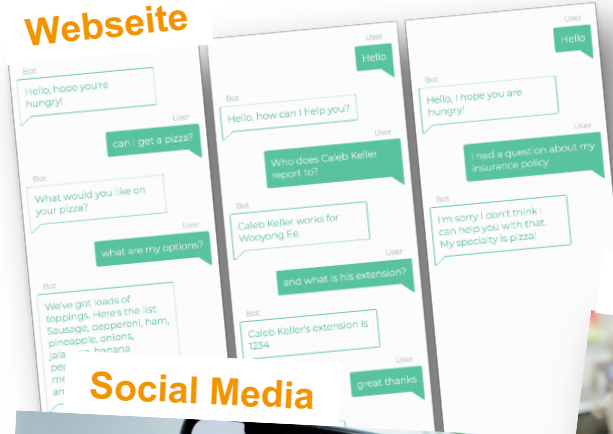 Webseite
Bot
Hello, hope you're
hungry!
User
can I get a pizza?
Bot
What would you like on
your pizza?
User
what are my options?
Bot
We've got loads of
toppings. Here's the list:
Sausage, pepperoni, ham,
pineapple, onions,
banana
User
Hello
Bot
Hello, how can I help you?
User
Who does Caleb Keller
report to?
Bot
Caleb Keller works for
Wooyong Ee
User
and what is his extension?
Bot
Caleb Keller's extension is
1234
User
great thanks
User
Hello
Bot
Hello, I hope you are
hungry!
User
I had a question about my
insurance policy
Bot
I'm sorry I don't think I
can help you with that.
My specialty is pizza!
Social Media